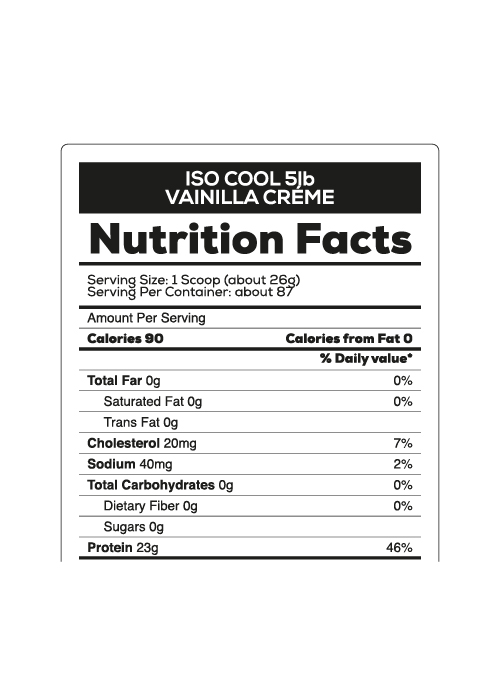 ISO COOL 5lb
VAINILLA CRÉME
Nutrition Facts
Serving Size: 1 Scoop (about 26g)
Serving Per Container: about 87
Amount Per Serving
Calories 90 Calories from Fat 0
% Daily value*
Total Far 0g 0%
Saturated Fat 0g 0%
Trans Fat 0g
Cholesterol 20mg 7%
Sodium 40mg 2%
Total Carbohydrates 0g 0%
Dietary Fiber 0g 0%
Sugars 0g
Protein 23g 46%